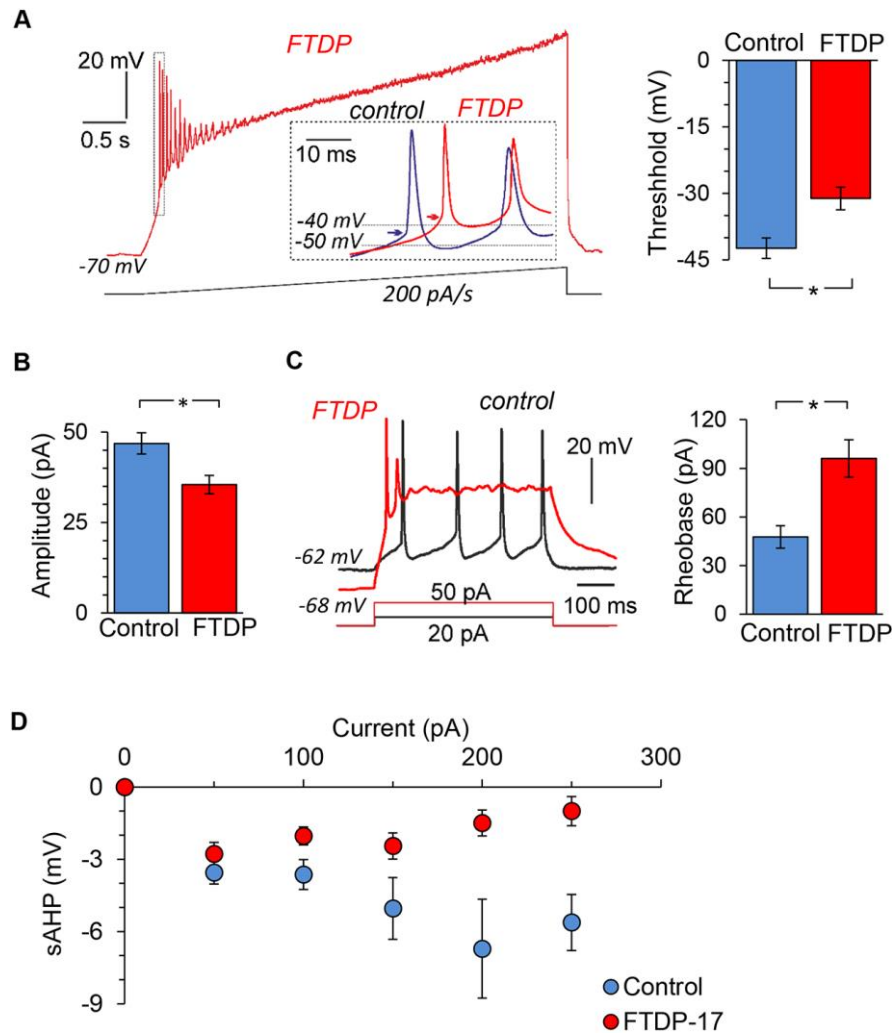 A
20 mV
0.5 s
FTDP
control FTDP
10 ms
-40 mV
-50 mV
-70 mV
200 pA/s
Control FTDP
Threshhold (mV)
0
-15
-30
-45
*
B
Amplitude (pA)
50
25
0
*
Control FTDP
C
FTDP
control
20 mV
-62 mV
-68 mV
50 pA
20 pA
100 ms
Rheobase (pA)
120
90
60
30
0
*
Control FTDP
D
Current (pA)
0 100 200 300
sAHP (mV)
0
-3
-6
-9
Control
FTDP-17